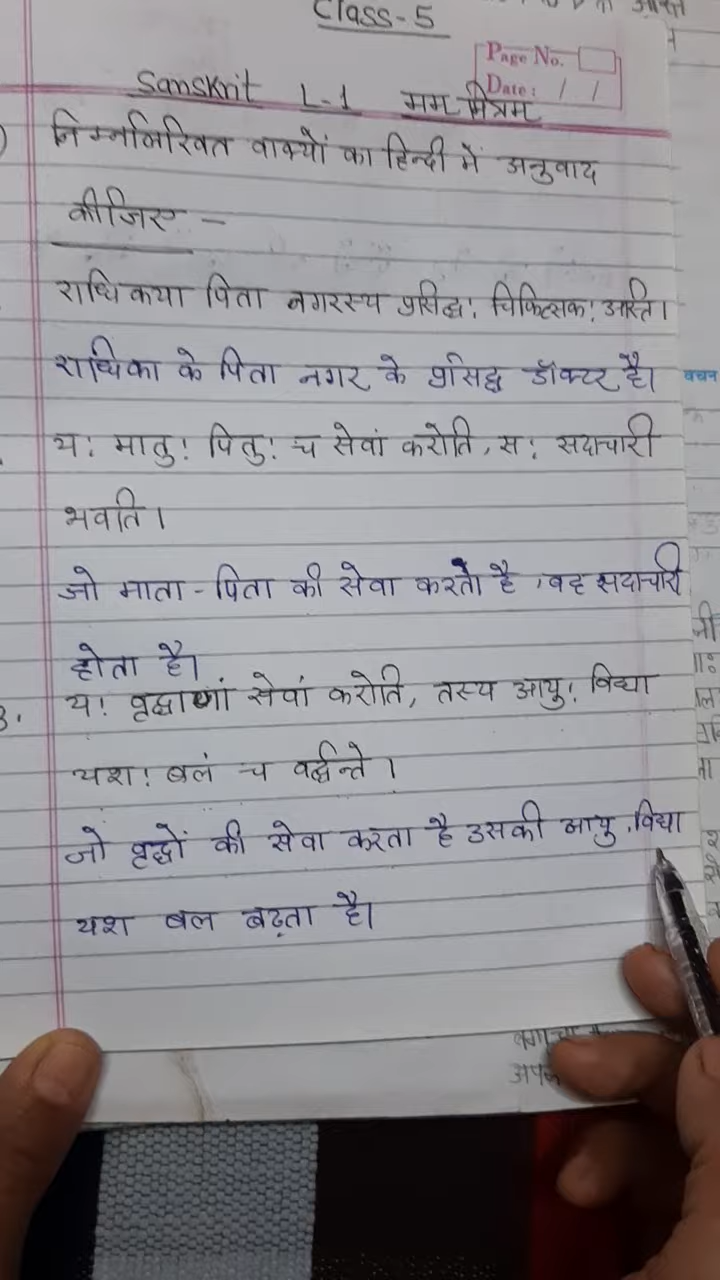 Class-5
Page No.
Date: / /
Sanskrit L-1 मम मित्रम
निम्नलिखित वाक्यों का हिन्दी में अनुवाद
कीजिए -
राधिकया पिता नगरस्य प्रसिद्ध: चिकित्सक: अस्ति।
राधिका के पिता नगर के प्रसिद्ध डॉक्टर है।
वचन
य: मातु: पितु: च सेवां करोति, स: सदाचारी
भवति।
जो माता-पिता की सेवा करतो है, वह सदाचारी
होता है।
3. य: वृद्धाणां सेवां करोति, तस्य आयु: विद्या
यश: बलं च वर्द्धन्ते।
जो वृद्धों की सेवा करता है उसकी आयु, विद्या
यश बल बढ़ता है।